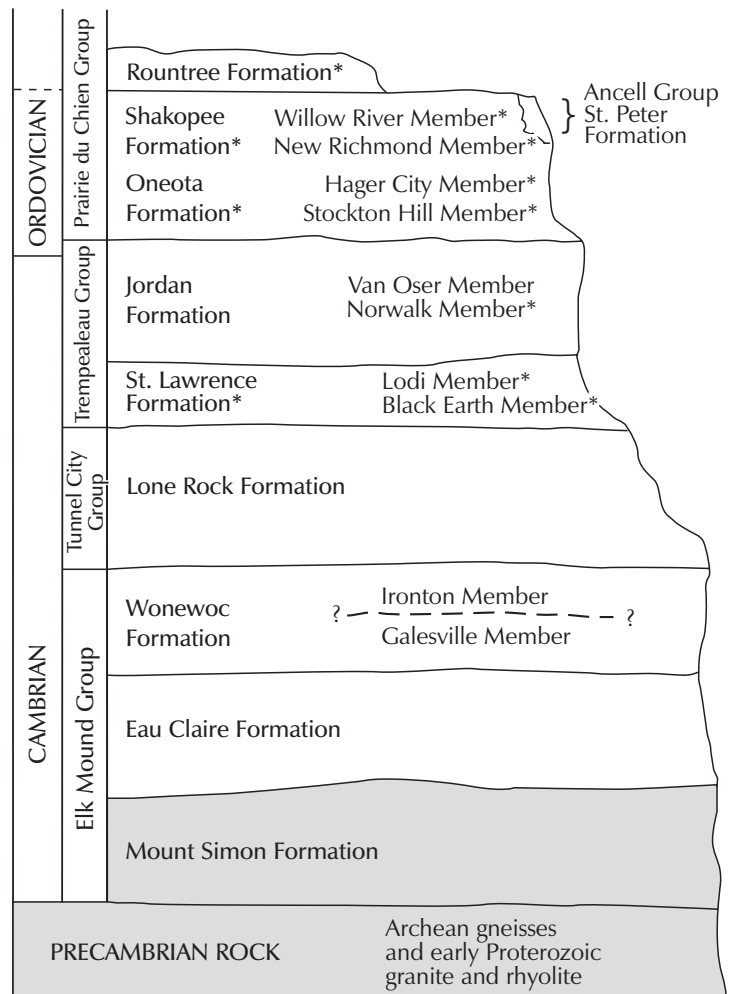 ORDOVICIAN
CAMBRIAN
Prairie du Chien Group
Trempealeau Group
Tunnel City
Group
Elk Mound Group
Rountree Formation*
Shakopee
Formation*
Willow River Member*
New Richmond Member*
} Ancell Group
St. Peter
Formation
Oneota
Formation*
Hager City Member*
Stockton Hill Member*
Jordan
Formation
Van Oser Member
Norwalk Member*
St. Lawrence
Formation*
Lodi Member*
Black Earth Member*
Lone Rock Formation
Wonewoc
Formation
Ironton Member
? ?
Galesville Member
Eau Claire Formation
Mount Simon Formation
PRECAMBRIAN ROCK
Archean gneisses
and early Proterozoic
granite and rhyolite